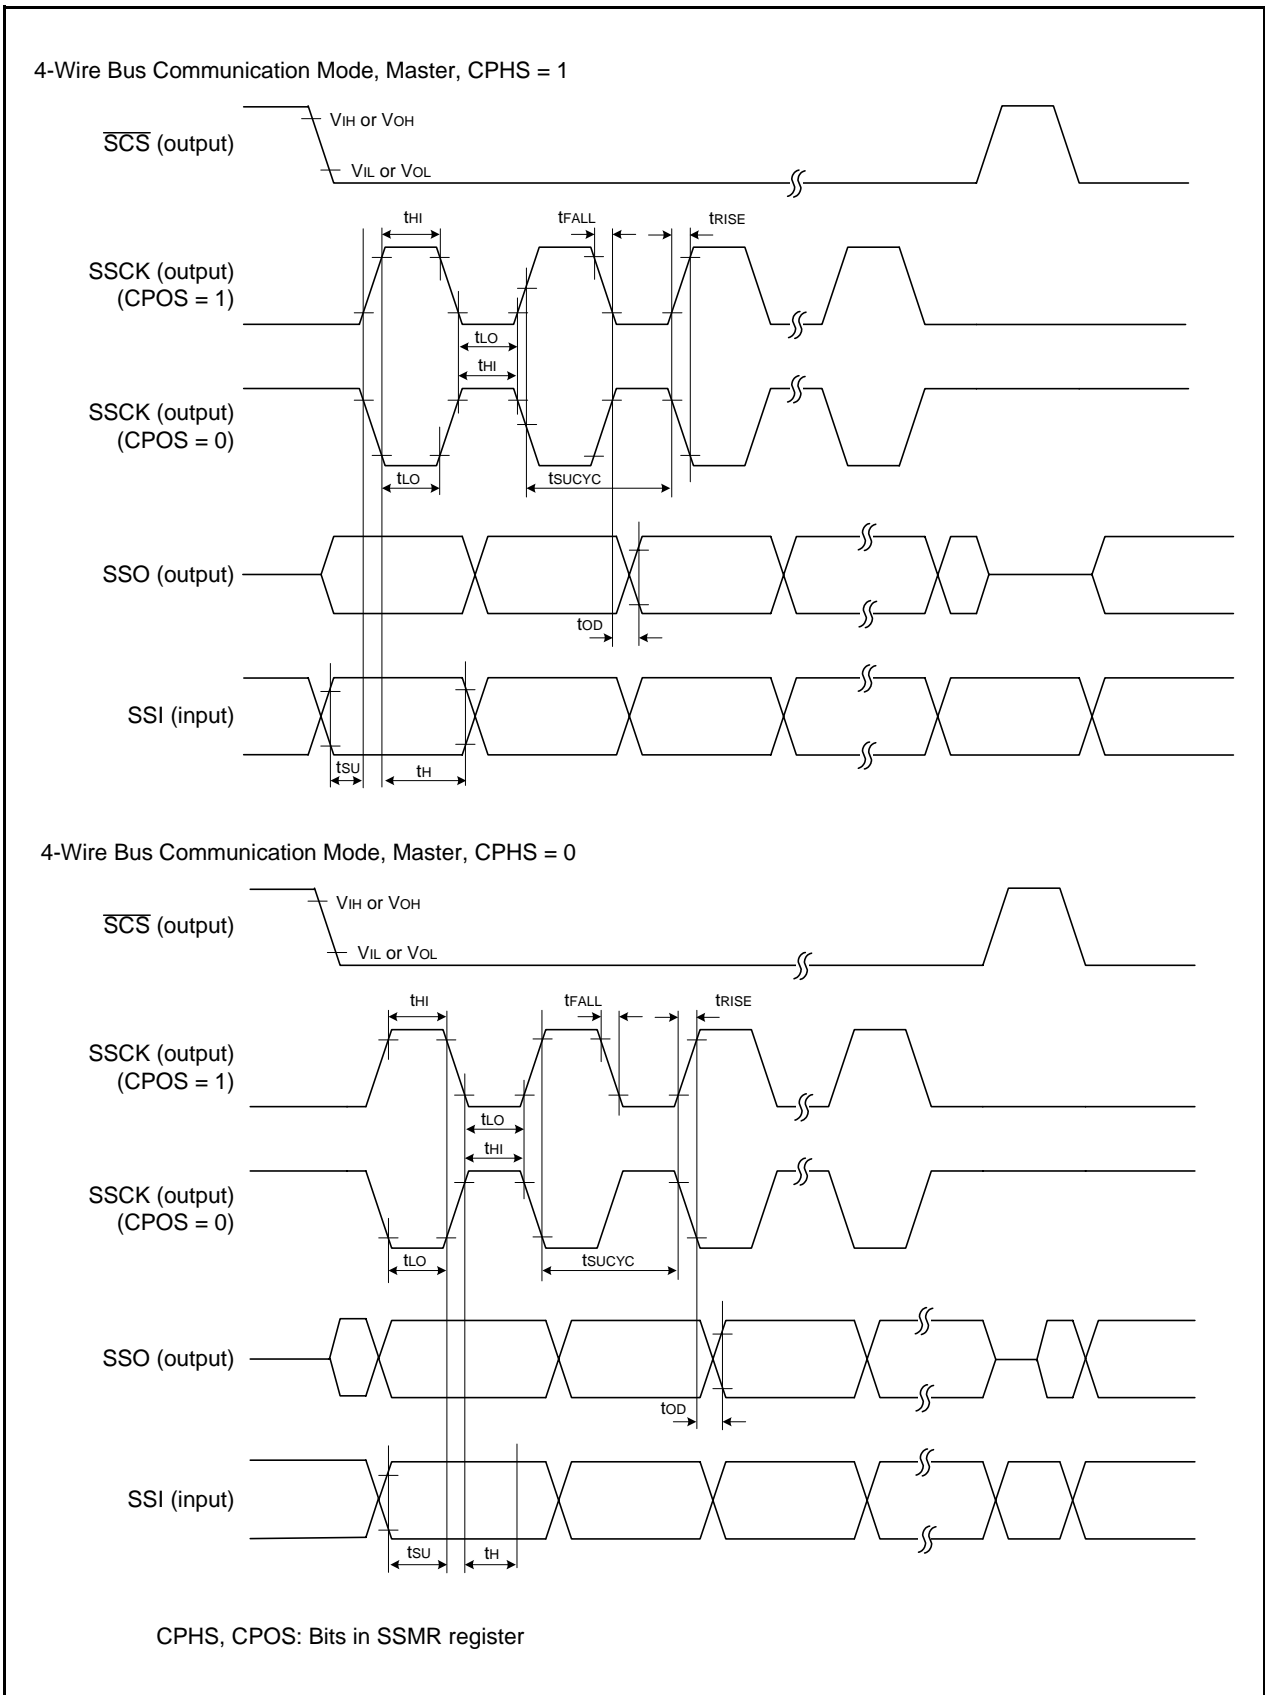 4-Wire Bus Communication Mode, Master, CPHS = 1
VIH or VOH
SCS (output)
VIL or VOL
tHI
tFALL
tRISE
SSCK (output)
(CPOS = 1)
tLO
tHI
SSCK (output)
(CPOS = 0)
tLO
tSUCYC
SSO (output)
tOD
SSI (input)
tSU
tH
4-Wire Bus Communication Mode, Master, CPHS = 0
VIH or VOH
SCS (output)
VIL or VOL
tHI
tFALL
tRISE
SSCK (output)
(CPOS = 1)
tLO
tHI
SSCK (output)
(CPOS = 0)
tLO
tSUCYC
SSO (output)
tOD
SSI (input)
tSU
tH
CPHS, CPOS: Bits in SSMR register